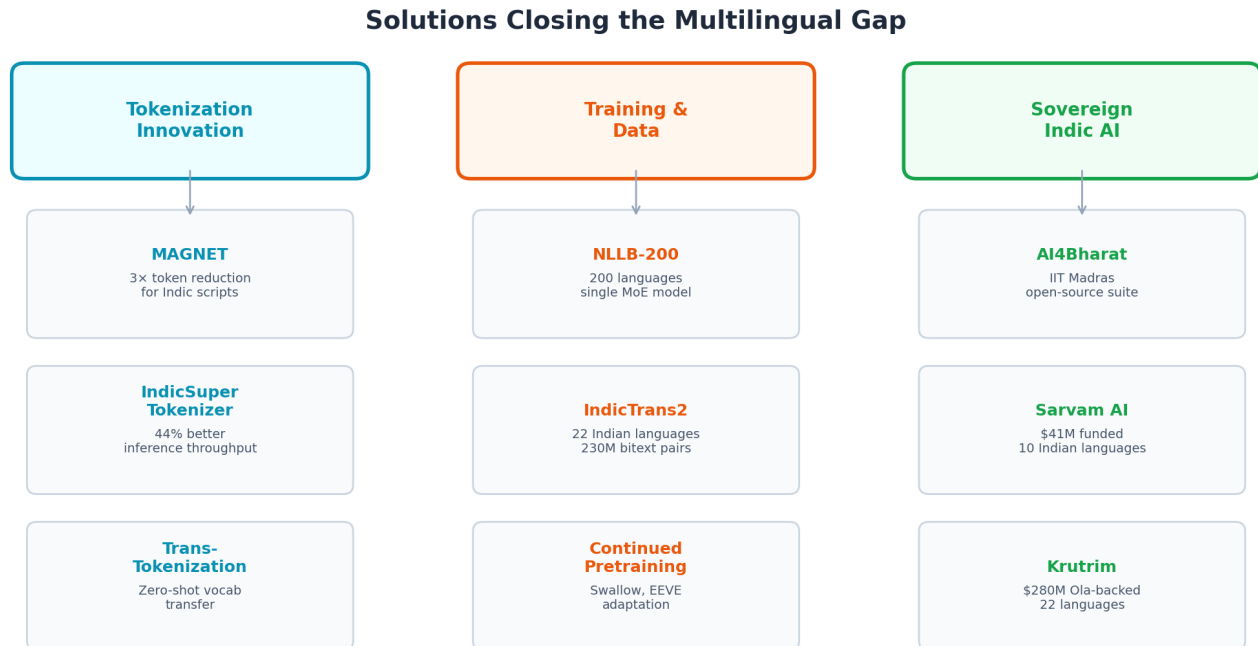 Solutions Closing the Multilingual Gap
Tokenization
Innovation
MAGNET
3× token reduction
for Indic scripts
IndicSuper
Tokenizer
44% better
inference throughput
Trans-
Tokenization
Zero-shot vocab
transfer
Training &
Data
NLLB-200
200 languages
single MoE model
IndicTrans2
22 Indian languages
230M bitext pairs
Continued
Pretraining
Swallow, EEVE
adaptation
Sovereign
Indic AI
AI4Bharat
IIT Madras
open-source suite
Sarvam AI
$41M funded
10 Indian languages
Krutrim
$280M Ola-backed
22 languages